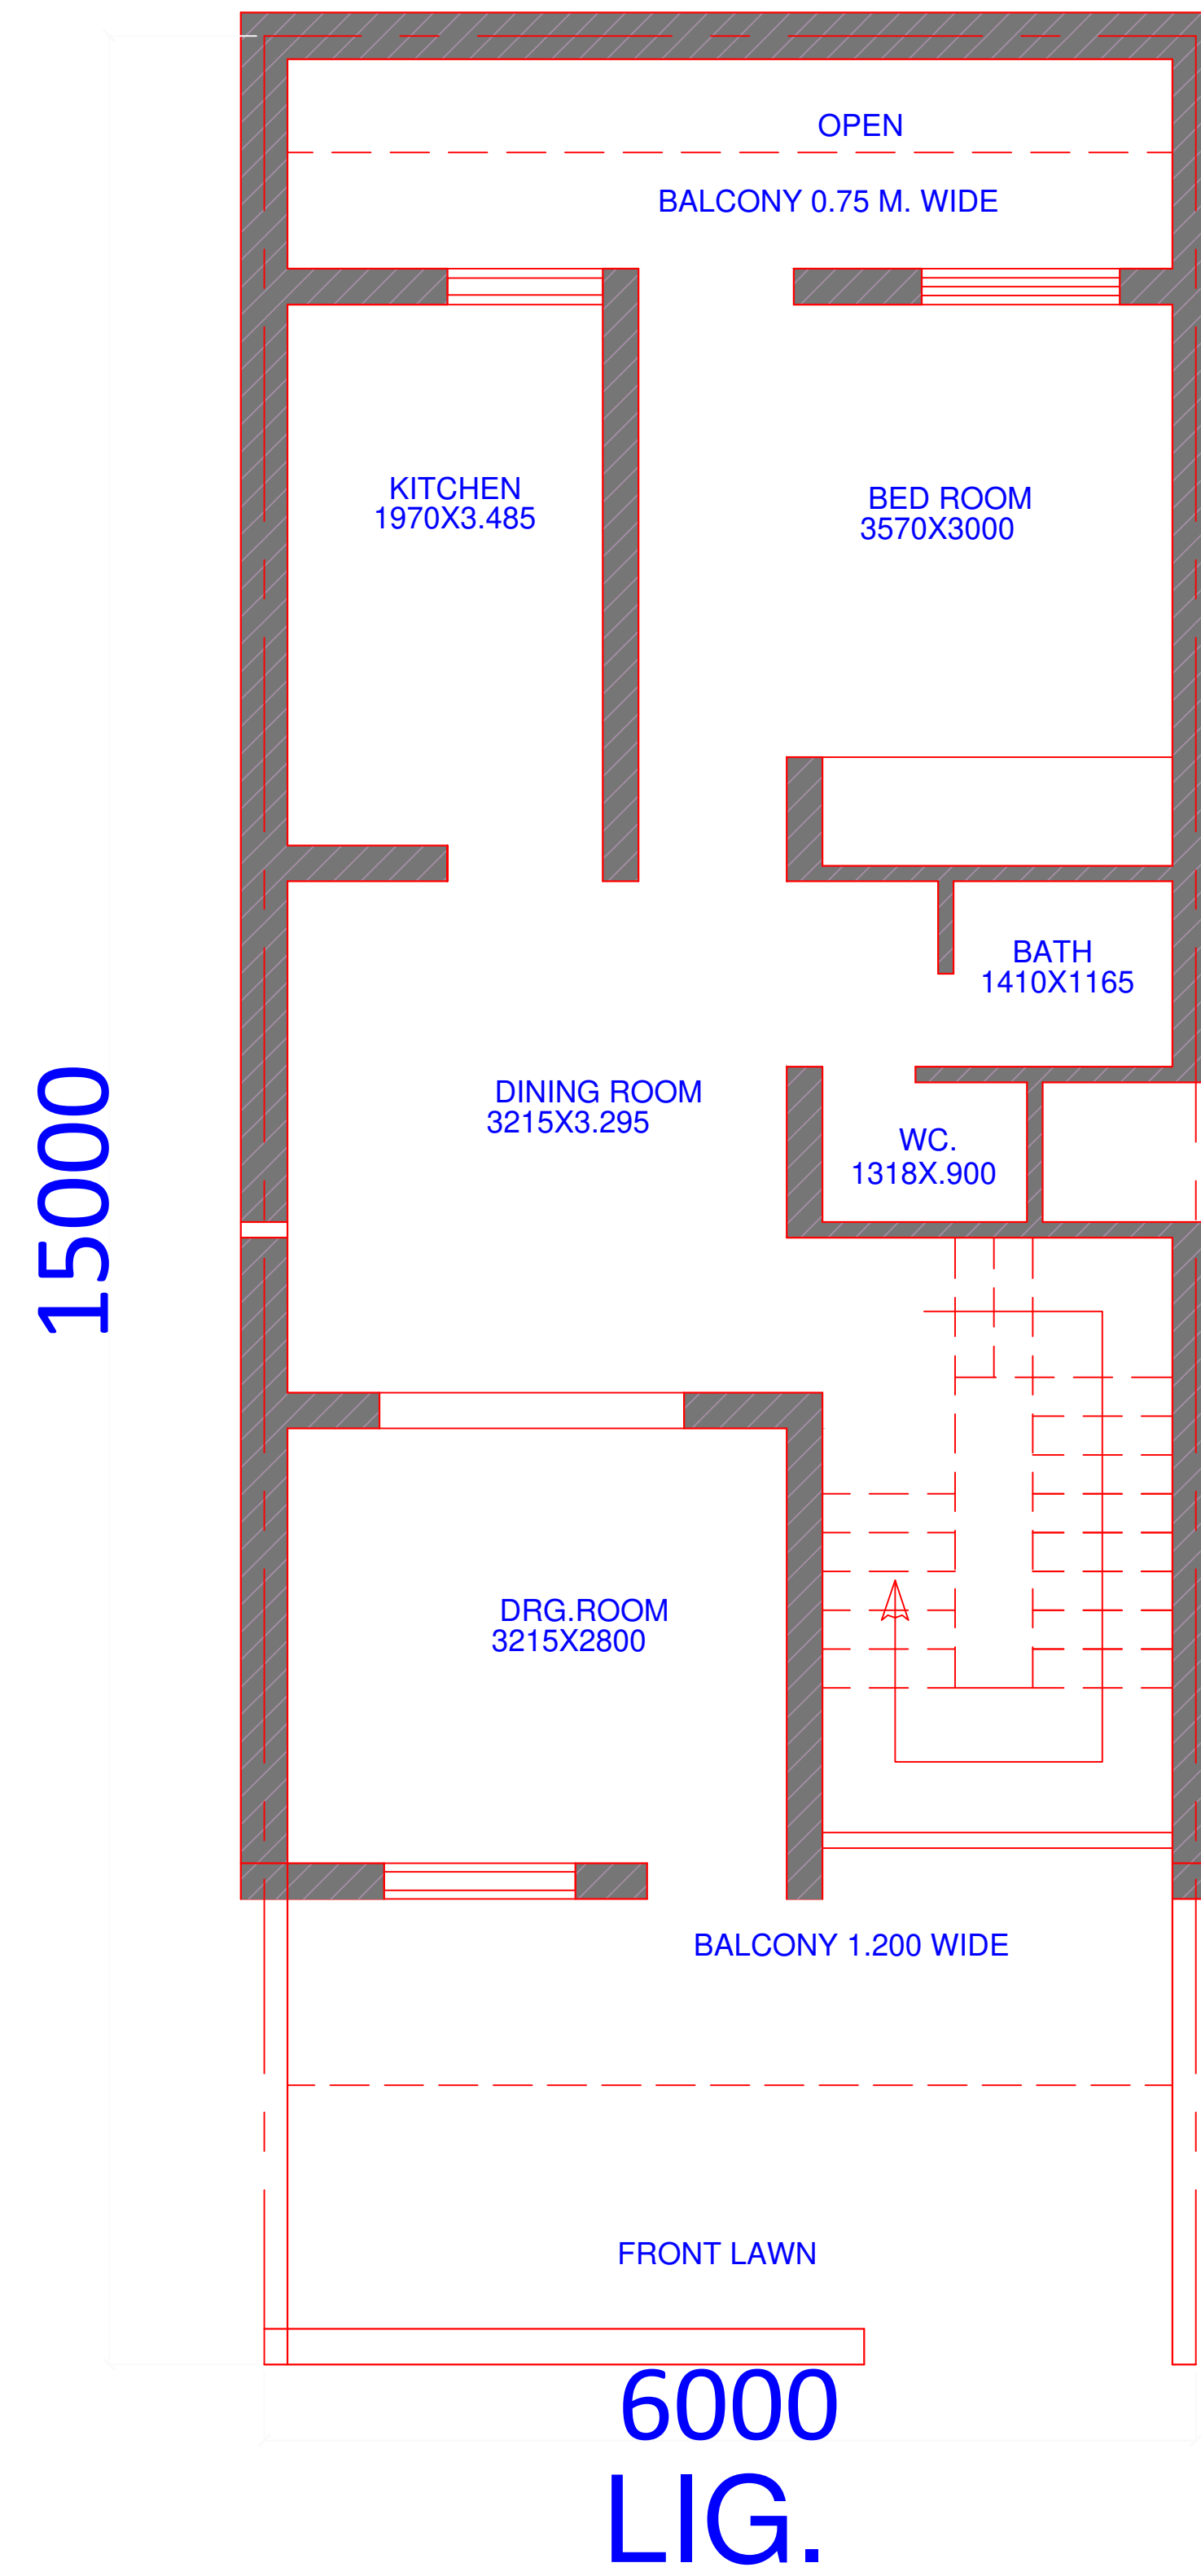 OPEN
BALCONY 0.75 M. WIDE
KITCHEN
1970X3.485
BED ROOM
3570X3000
BATH
1410X1165
DINING ROOM
3215X3.295
WC.
1318X.900
15000
DRG.ROOM
3215X2800
BALCONY 1.200 WIDE
FRONT LAWN
6000
LIG.